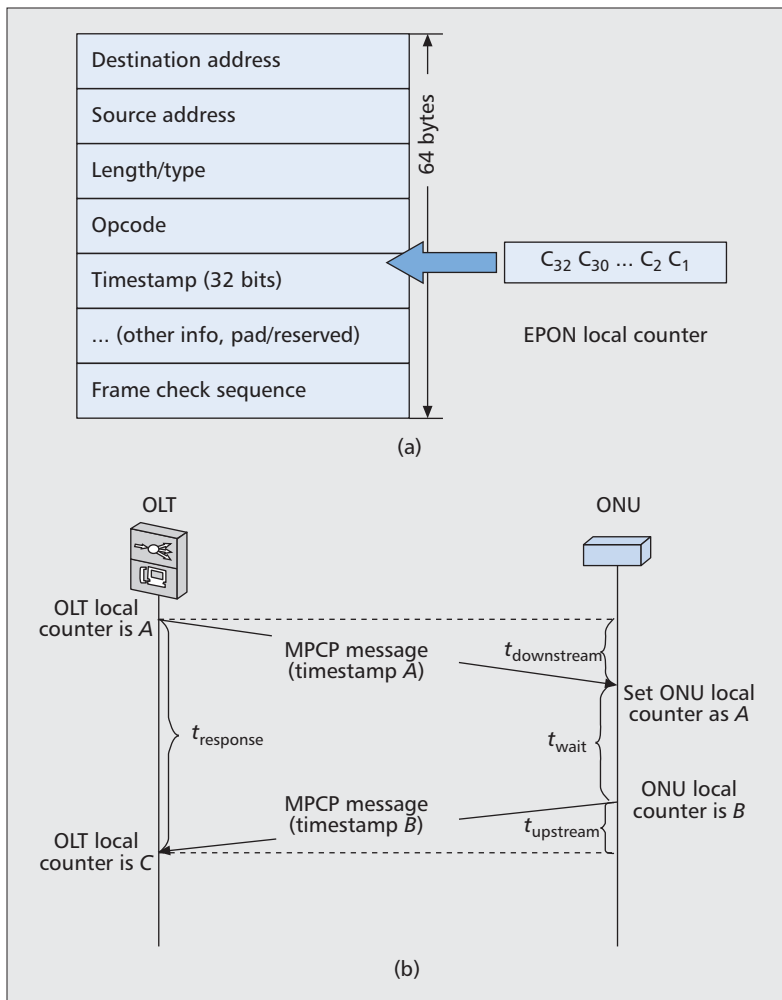 Destination address
Source address
Length/type
Opcode
Timestamp (32 bits)
... (other info, pad/reserved)
Frame check sequence
64 bytes
C32 C30 ... C2 C1
EPON local counter
(a)
OLT
ONU
OLT local
counter is A
MPCP message
(timestamp A)
tdownstream
Set ONU local
counter as A
tresponse
twait
MPCP message
(timestamp B)
ONU local
counter is B
tupstream
OLT local
counter is C
(b)